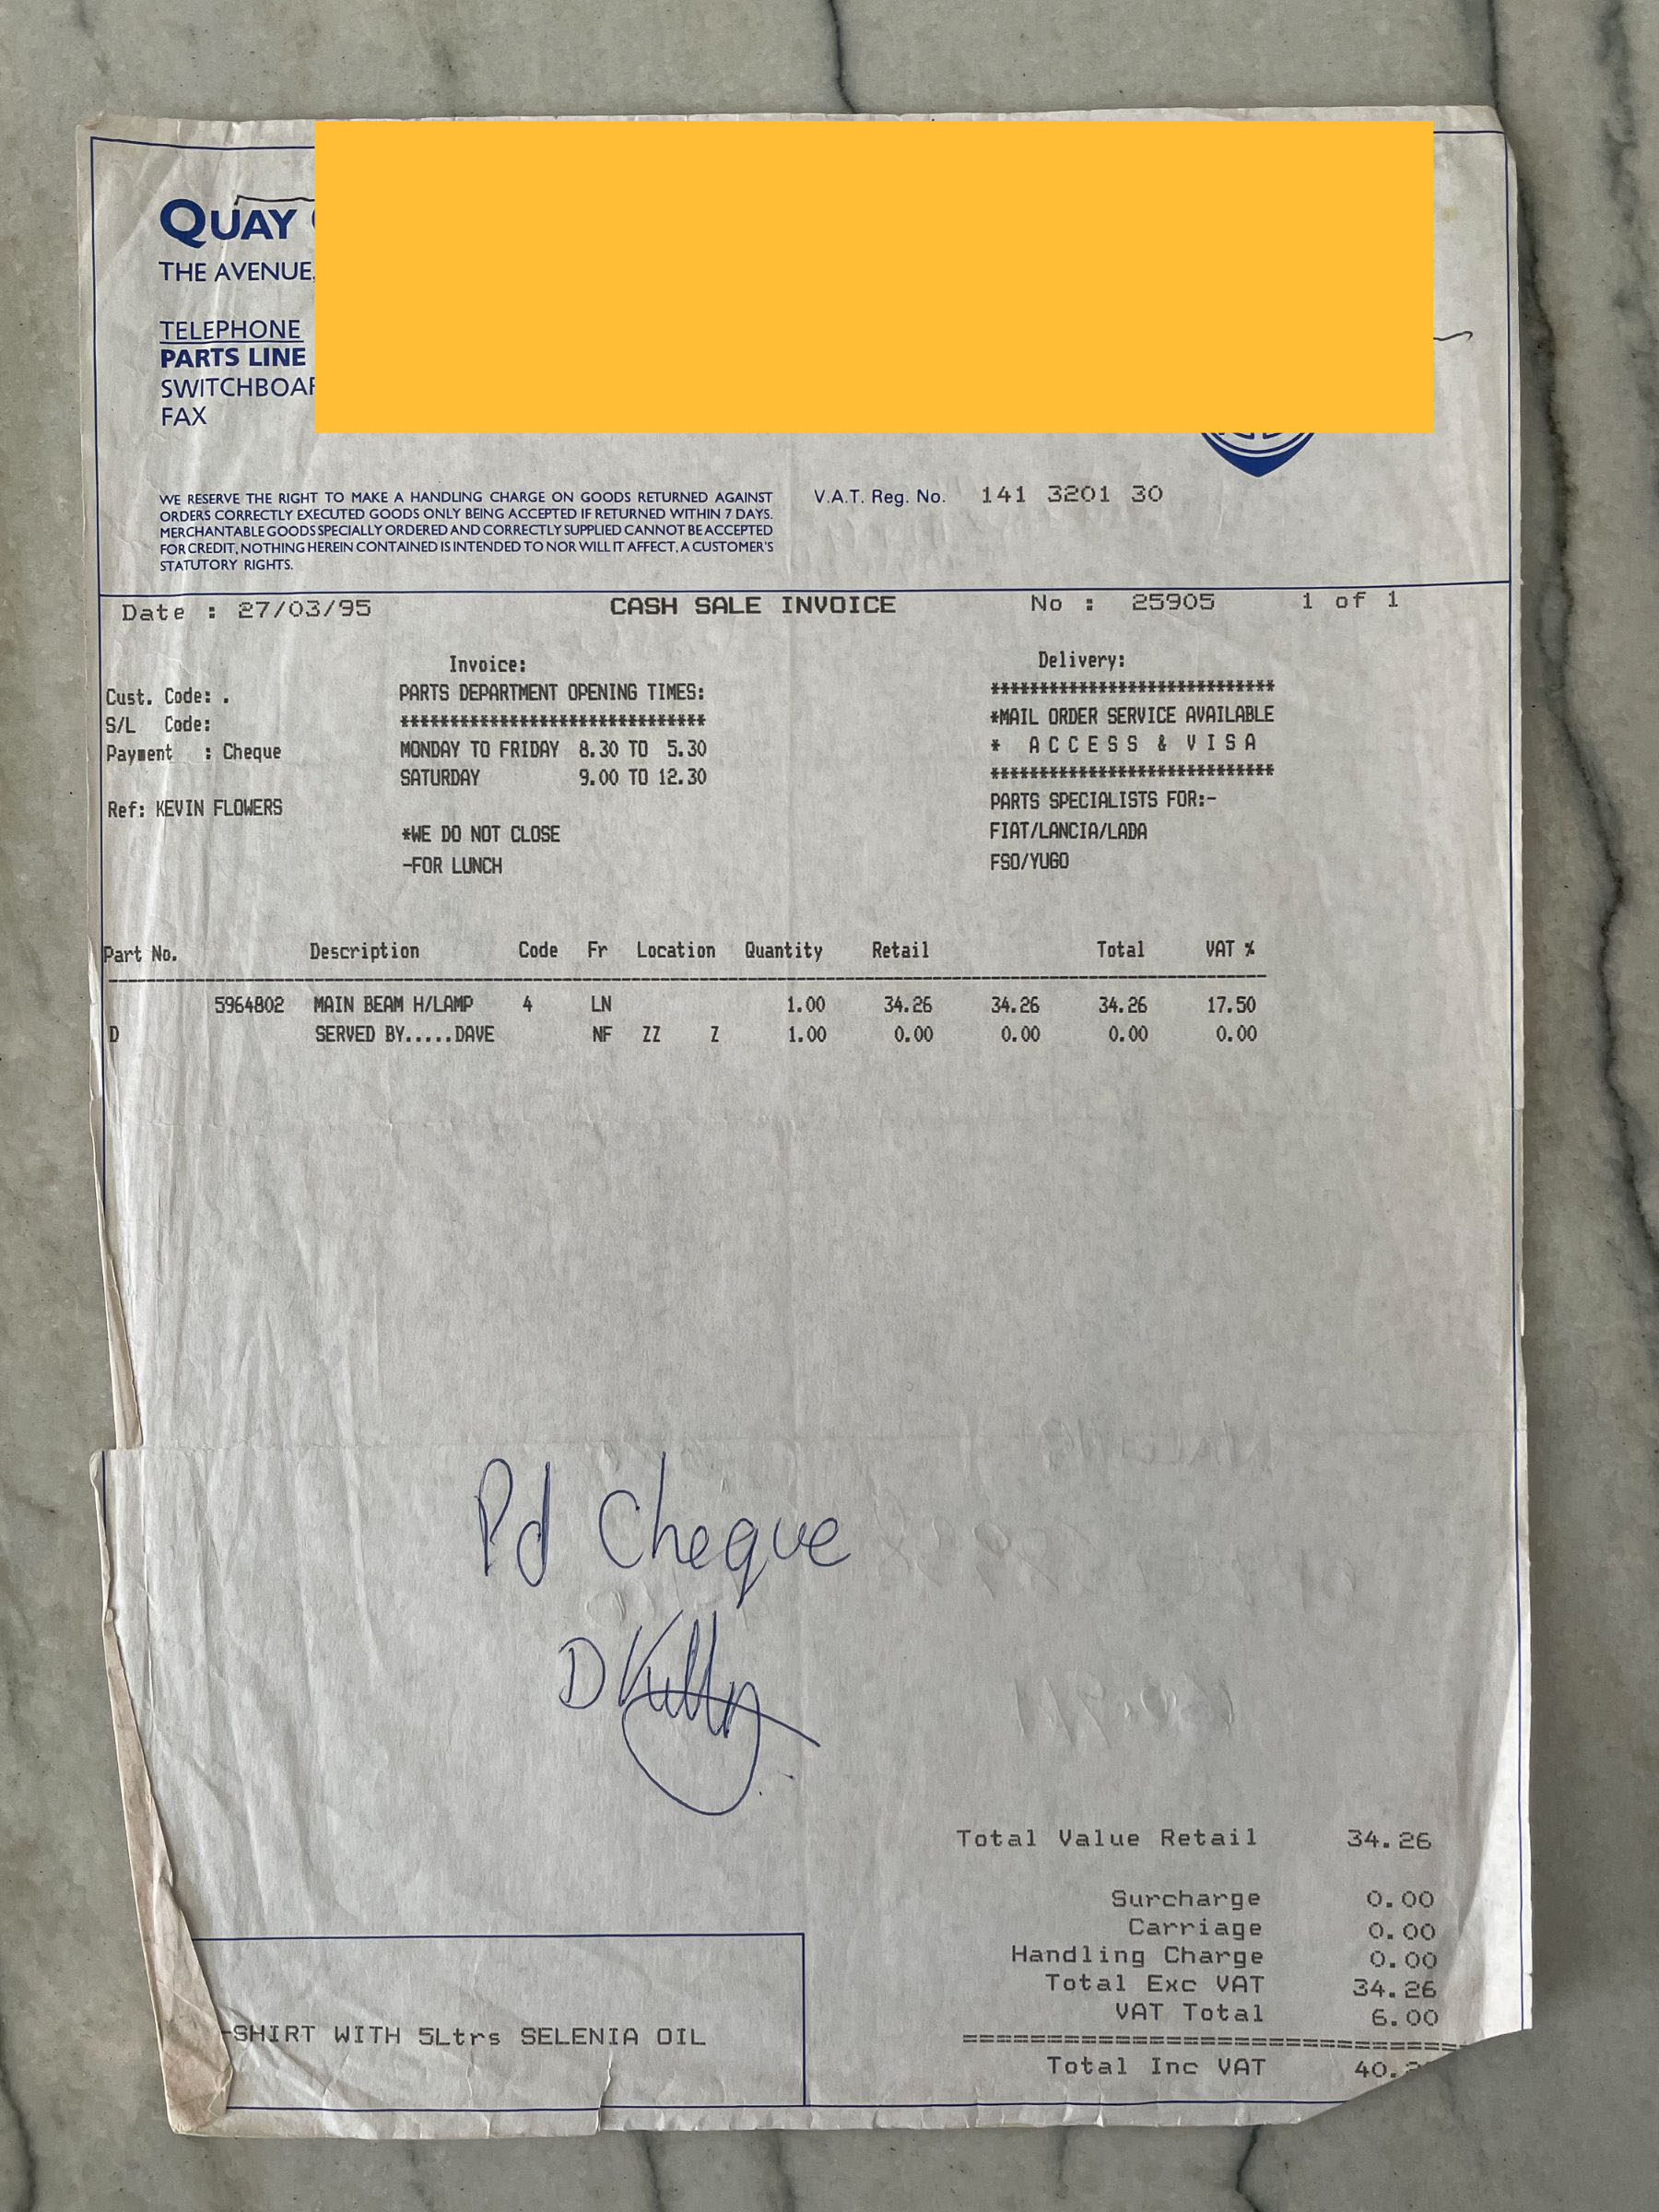 QUAY
THE AVENUE,
TELEPHONE
PARTS LINE
SWITCHBOAR
FAX
WE RESERVE THE RIGHT TO MAKE A HANDLING CHARGE ON GOODS RETURNED AGAINST
ORDERS CORRECTLY EXECUTED GOODS ONLY BEING ACCEPTED IF RETURNED WITHIN 7 DAYS.
MERCHANTABLE GOODS SPECIALLY ORDERED AND CORRECTLY SUPPLIED CANNOT BE ACCEPTED
FOR CREDIT, NOTHING HEREIN CONTAINED IS INTENDED TO NOR WILL IT AFFECT, A CUSTOMER'S
STATUTORY RIGHTS.
V.A.T. Reg. No. 141 3201 30
Date : 27/03/95 CASH SALE INVOICE No : 25905 1 of 1
Invoice: Delivery:
Cust. Code: . PARTS DEPARTMENT OPENING TIMES: *****************************
S/L Code: ******************************* *MAIL ORDER SERVICE AVAILABLE
Payment : Cheque MONDAY TO FRIDAY 8.30 TO 5.30 * A C C E S S & V I S A
SATURDAY 9.00 TO 12.30 *****************************
Ref: KEVIN FLOWERS PARTS SPECIALISTS FOR:-
*WE DO NOT CLOSE FIAT/LANCIA/LADA
-FOR LUNCH FSO/YUGO
Part No. Description Code Fr Location Quantity Retail Total VAT %
5964802 MAIN BEAM H/LAMP 4 LN 1.00 34.26 34.26 34.26 17.50
D SERVED BY.....DAVE NF ZZ Z 1.00 0.00 0.00 0.00 0.00
Pd Cheque
D
Total Value Retail 34.26
Surcharge 0.00
Carriage 0.00
Handling Charge 0.00
Total Exc VAT 34.26
VAT Total 6.00
-SHIRT WITH 5Ltrs SELENIA OIL
Total Inc VAT 40.